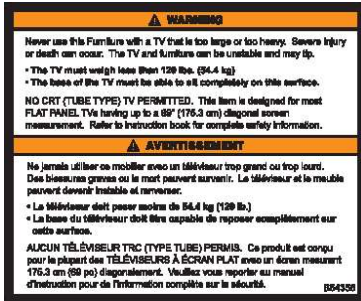 WARNING
Never use this Furniture with a TV that is too large or too heavy. Severe injury
or death can occur. The TV and furniture can be unstable and may tip.
• The TV must weigh less than 120 lbs. (54.4 kg)
• The base of the TV must be able to sit completely on this surface.
NO CRT (TUBE TYPE) TV PERMITTED. This item is designed for most
FLAT PANEL TVs having up to a 69" (175.3 cm) diagonal screen
measurement. Refer to instruction book for complete safety information.
AVERTISSEMENT
Ne jamais utiliser ce mobilier avec un téléviseur trop grand ou trop lourd.
Des blessures graves ou la mort peuvent survenir. Le téléviseur et le meuble
peuvent devenir instable et renverser.
• Le téléviseur doit peser moins de 54.4 kg (120 lb.)
• La base du téléviseur doit être capable de reposer complètement sur
cette surface.
AUCUN TÉLÉVISEUR TRC (TYPE TUBE) PERMIS. Ce produit est conçu
pour la plupart des TÉLÉVISEURS À ÉCRAN PLAT avec un écran mesurant
175.3 cm (69 po) diagonalement. Veuillez vous reporter au manuel
d'instruction pour de l'information complète sur la sécurité.